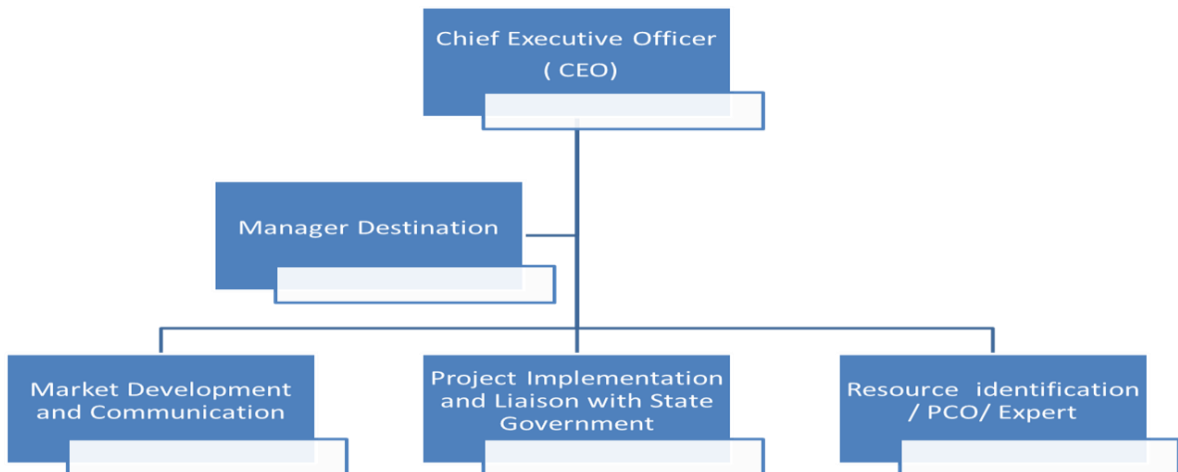 Chief Executive Officer
( CEO)
Manager Destination
Market Development
and Communication
Project Implementation
and Liaison with State
Government
Resource identification
/ PCO/ Expert